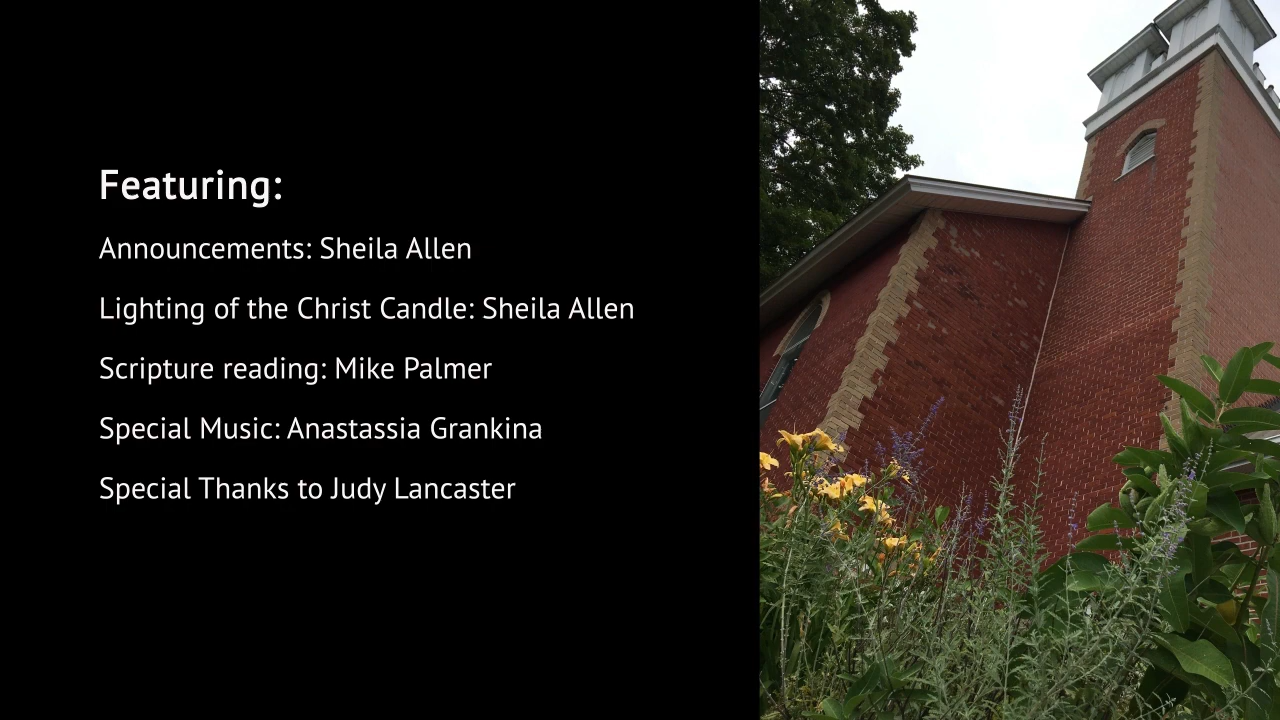 Featuring:
Announcements: Sheila Allen
Lighting of the Christ Candle: Sheila Allen
Scripture reading: Mike Palmer
Special Music: Anastassia Grankina
Special Thanks to Judy Lancaster